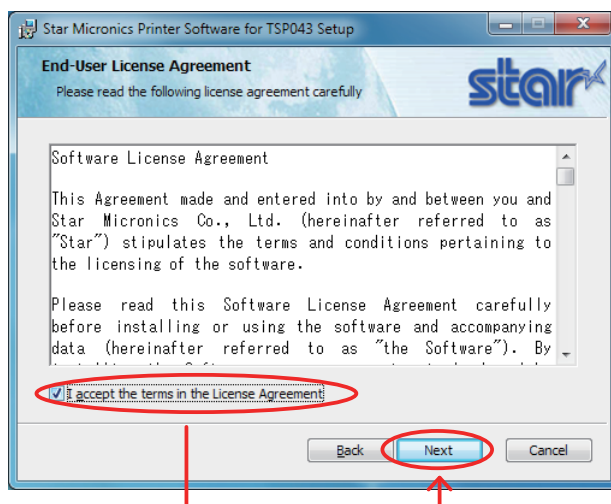 Star Micronics Printer Software for TSP043 Setup
End-User License Agreement
Please read the following license agreement carefully
star
Software License Agreement
This Agreement made and entered into by and between you and
Star Micronics Co., Ltd. (hereinafter referred to as
"Star") stipulates the terms and conditions pertaining to
the licensing of the software.
Please read this Software License Agreement carefully
before installing or using the software and accompanying
data (hereinafter referred to as "the Software"). By
I accept the terms in the License Agreement
Back
Next
Cancel